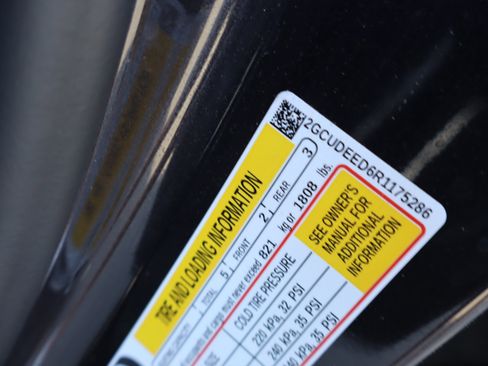 2GCUDEED6R1175286
TIRE AND LOADING INFORMATION
TOTAL 5 FRONT 2 REAR 3
and cargo must never exceed 821 kg or 1808 lbs.
COLD TIRE PRESSURE
220 kPa, 32 PSI
240 kPa, 35 PSI
kPa, 35 PSI
SEE OWNER'S
MANUAL FOR
ADDITIONAL
INFORMATION